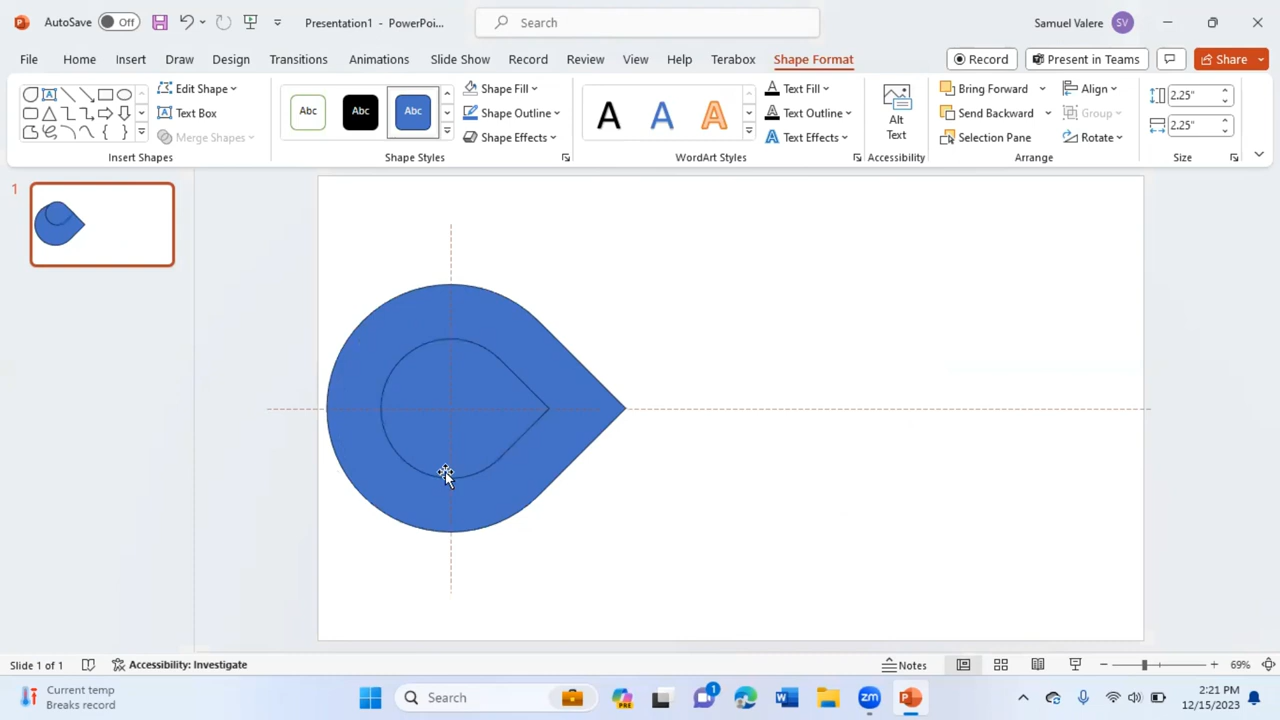 AutoSave Off Presentation1 - PowerPoi... Search Samuel Valere SV
File Home Insert Draw Design Transitions Animations Slide Show Record Review View Help Terabox Shape Format Record Present in Teams Share
Edit Shape
Text Box
Merge Shapes
Insert Shapes
Abc Abc Abc
Shape Fill
Shape Outline
Shape Effects
Shape Styles
A A A
WordArt Styles
Text Fill
Text Outline
Text Effects
Alt
Text
Accessibility
Bring Forward
Send Backward
Selection Pane
Align
Group
Rotate
Arrange
2.25"
2.25"
Size
1
Slide 1 of 1 Accessibility: Investigate Notes 69%
Current temp
Breaks record
Search
PRE
1
zm
2:21 PM
12/15/2023